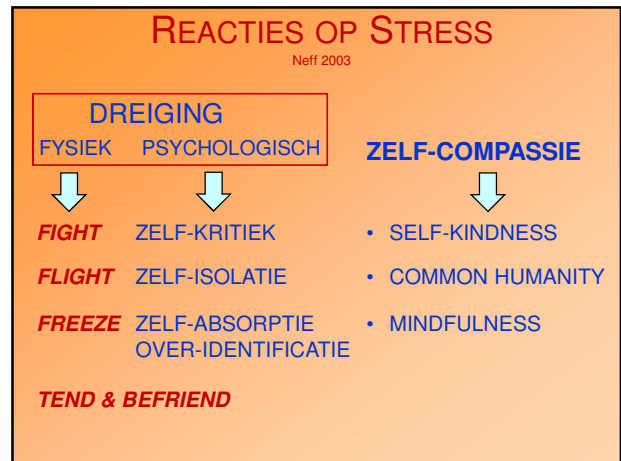 REACTIES OP STRESS
Neff 2003
DREIGING
FYSIEK PSYCHOLOGISCH ZELF-COMPASSIE
FIGHT ZELF-KRITIEK • SELF-KINDNESS
FLIGHT ZELF-ISOLATIE • COMMON HUMANITY
FREEZE ZELF-ABSORPTIE • MINDFULNESS
OVER-IDENTIFICATIE
TEND & BEFRIEND